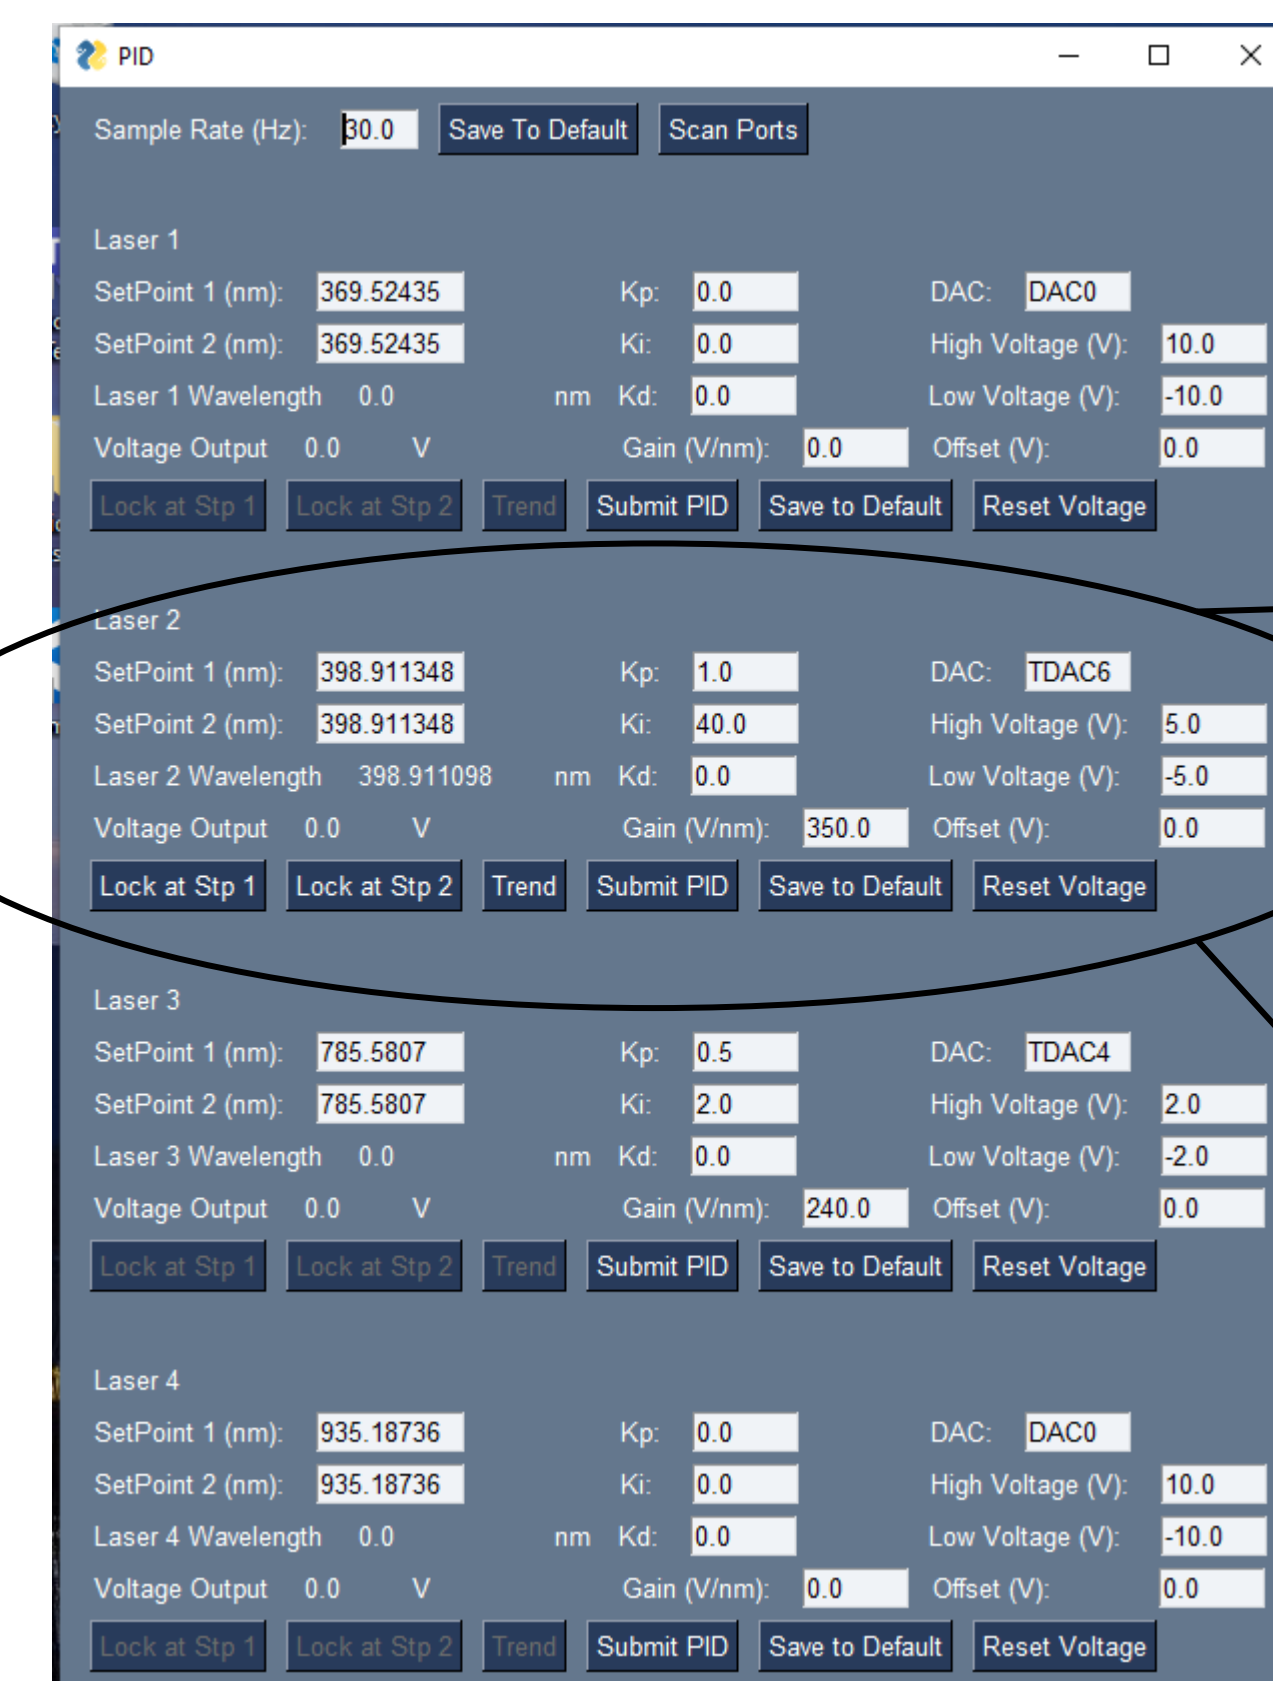 PID
Sample Rate (Hz): 30.0 Save To Default Scan Ports
Laser 1
SetPoint 1 (nm): 369.52435 Kp: 0.0 DAC: DAC0
SetPoint 2 (nm): 369.52435 Ki: 0.0 High Voltage (V): 10.0
Laser 1 Wavelength 0.0 nm Kd: 0.0 Low Voltage (V): -10.0
Voltage Output 0.0 V Gain (V/nm): 0.0 Offset (V): 0.0
Lock at Stp 1 Lock at Stp 2 Trend Submit PID Save to Default Reset Voltage
Laser 2
SetPoint 1 (nm): 398.911348 Kp: 1.0 DAC: TDAC6
SetPoint 2 (nm): 398.911348 Ki: 40.0 High Voltage (V): 5.0
Laser 2 Wavelength 398.911098 nm Kd: 0.0 Low Voltage (V): -5.0
Voltage Output 0.0 V Gain (V/nm): 350.0 Offset (V): 0.0
Lock at Stp 1 Lock at Stp 2 Trend Submit PID Save to Default Reset Voltage
Laser 3
SetPoint 1 (nm): 785.5807 Kp: 0.5 DAC: TDAC4
SetPoint 2 (nm): 785.5807 Ki: 2.0 High Voltage (V): 2.0
Laser 3 Wavelength 0.0 nm Kd: 0.0 Low Voltage (V): -2.0
Voltage Output 0.0 V Gain (V/nm): 240.0 Offset (V): 0.0
Lock at Stp 1 Lock at Stp 2 Trend Submit PID Save to Default Reset Voltage
Laser 4
SetPoint 1 (nm): 935.18736 Kp: 0.0 DAC: DAC0
SetPoint 2 (nm): 935.18736 Ki: 0.0 High Voltage (V): 10.0
Laser 4 Wavelength 0.0 nm Kd: 0.0 Low Voltage (V): -10.0
Voltage Output 0.0 V Gain (V/nm): 0.0 Offset (V): 0.0
Lock at Stp 1 Lock at Stp 2 Trend Submit PID Save to Default Reset Voltage